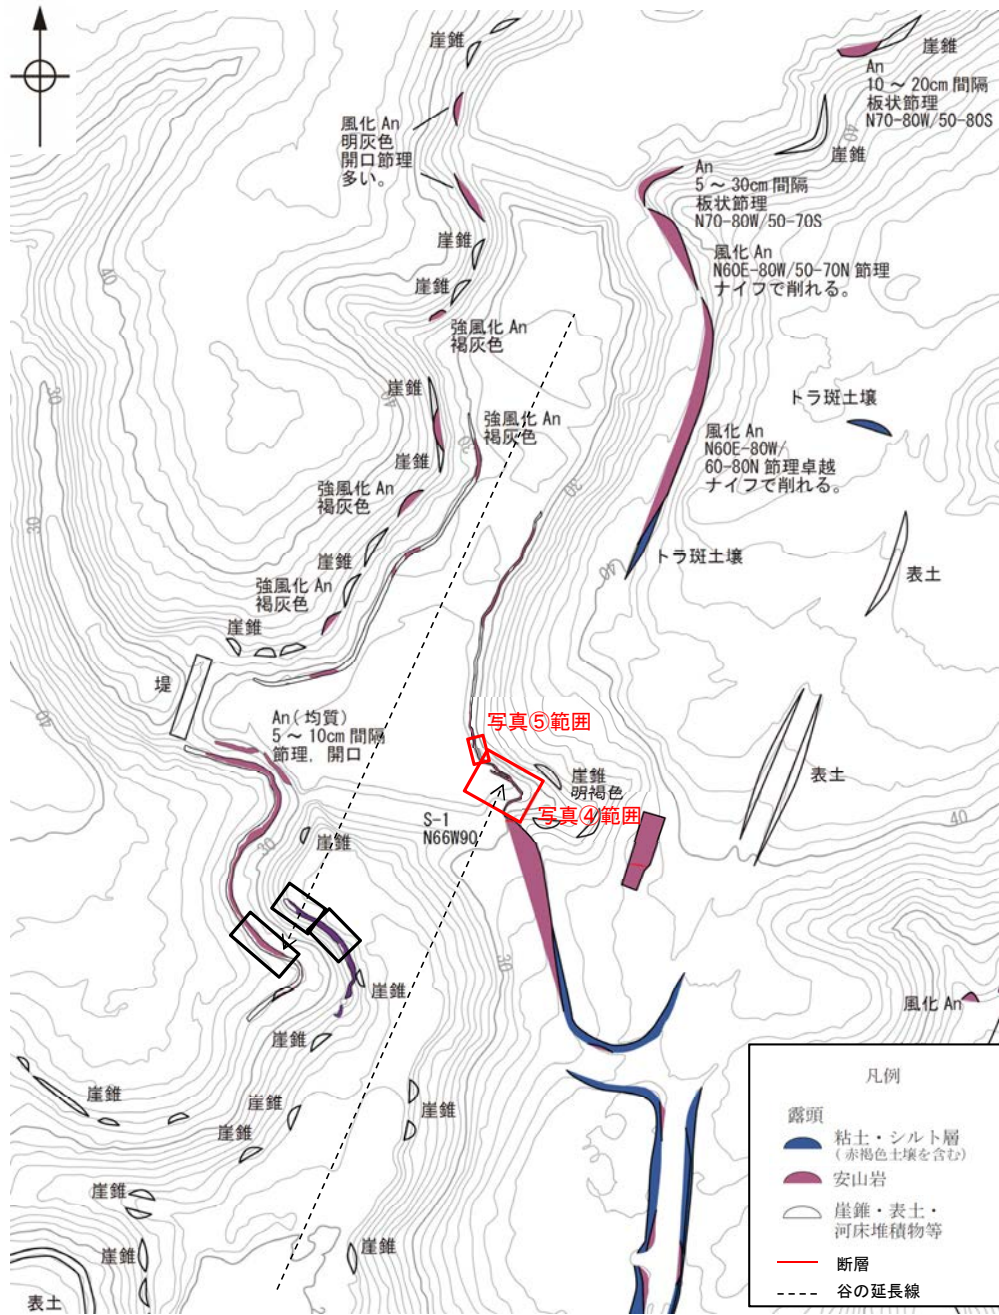 崖錐
崖錐
An
10 ~ 20cm 間隔
板状節理
N70-80W/50-80S
40
風化 An
明灰色
開口節理
多い。
崖錐
An
5 ~ 30cm 間隔
板状節理
N70-80W/50-70S
崖錐
風化 An
N60E-80W/50-70N 節理
ナイフで削れる。
40
崖錐
強風化 An
褐灰色
崖錐
40
30
トラ斑土壌
強風化 An
褐灰色
30
風化 An
N60E-80W/
60-80N 節理卓越
ナイフで削れる。
崖錐
強風化 An
褐灰色
30
30
崖錐
トラ斑土壌
40
表土
強風化 An
褐灰色
崖錐
堤
40
An(均質)
5 ~ 10cm 間隔
節理, 開口
写真⑤範囲
崖錐
明褐色
表土
写真④範囲
S-1
N66W90
40
崖錐
30
30
崖錐
風化 An
崖錐
崖錐
崖錐
崖錐
崖錐
崖錐
崖錐
表土
凡例
露頭
粘土・シルト層
(赤褐色土壌を含む)
安山岩
崖錐・表土・
河床堆積物等
断層
谷の延長線